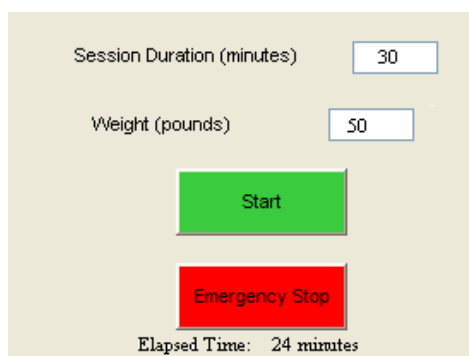 Session Duration (minutes) 30
Weight (pounds) 50
Start
Emergency Stop
Elapsed Time: 24 minutes